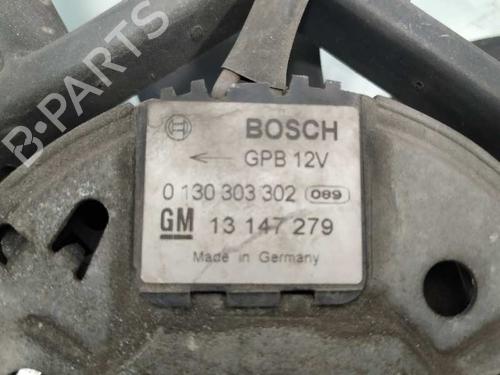 B-PARTS
BOSCH
← GPB 12V
0 130 303 302 089
GM 13 147 279
Made in Germany